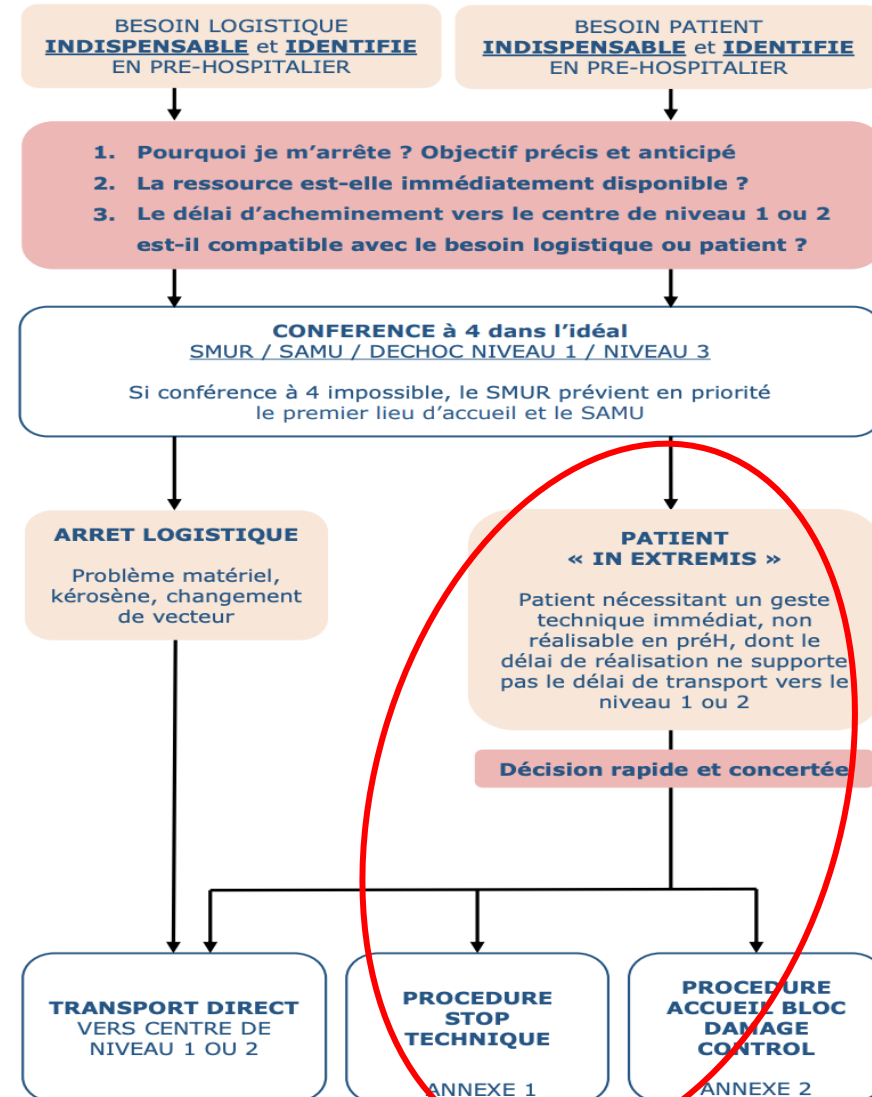 BESOIN LOGISTIQUE
INDISPENSABLE et IDENTIFIE
EN PRE-HOSPITALIER
BESOIN PATIENT
INDISPENSABLE et IDENTIFIE
EN PRE-HOSPITALIER
1. Pourquoi je m’arrête ? Objectif précis et anticipé
2. La ressource est-elle immédiatement disponible ?
3. Le délai d’acheminement vers le centre de niveau 1 ou 2
est-il compatible avec le besoin logistique ou patient ?
CONFERENCE à 4 dans l’idéal
SMUR / SAMU / DECHOC NIVEAU 1 / NIVEAU 3
Si conférence à 4 impossible, le SMUR prévient en priorité
le premier lieu d’accueil et le SAMU
ARRET LOGISTIQUE
Problème matériel,
kérosène, changement
de vecteur
PATIENT
« IN EXTREMIS »
Patient nécessitant un geste
technique immédiat, non
réalisable en préH, dont le
délai de réalisation ne supporte
pas le délai de transport vers le
niveau 1 ou 2
Décision rapide et concertée
TRANSPORT DIRECT
VERS CENTRE DE
NIVEAU 1 OU 2
PROCEDURE
STOP
TECHNIQUE
ANNEXE 1
PROCEDURE
ACCUEIL BLOC
DAMAGE
CONTROL
ANNEXE 2